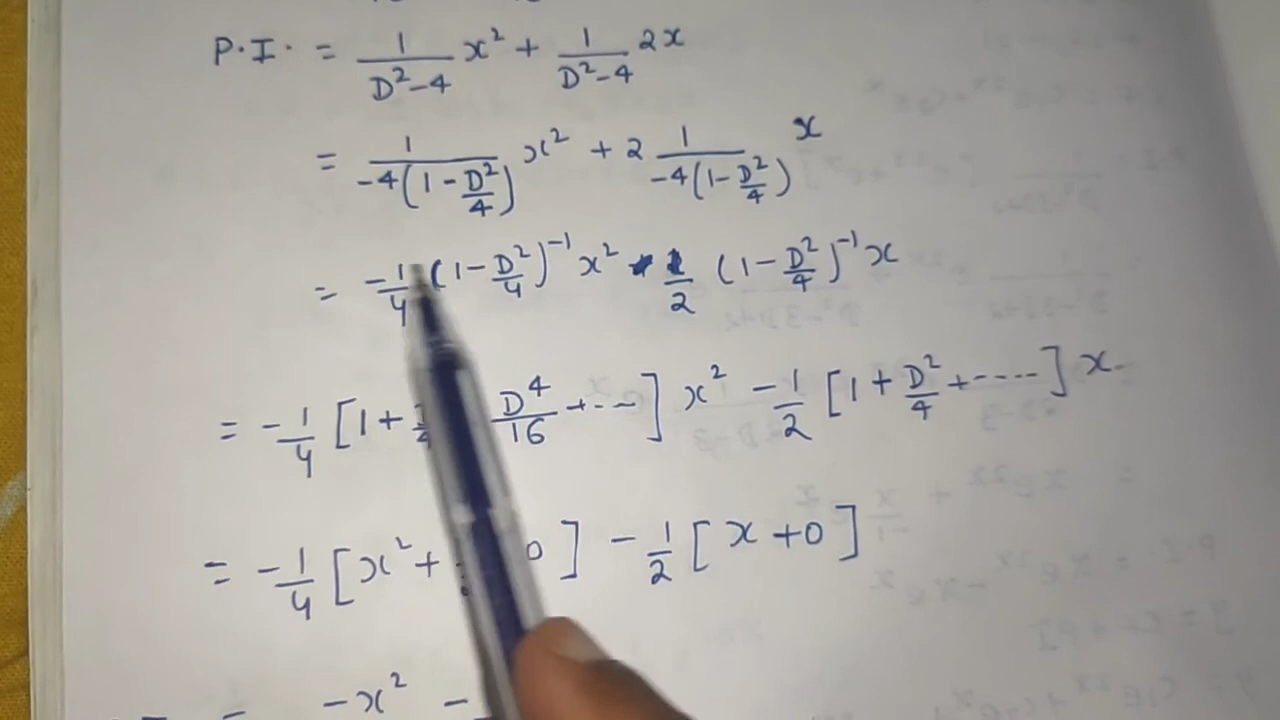 P.I. = 1/(D²-4) x² + 1/(D²-4) 2x
= 1/(-4(1-D²/4)) x² + 2 1/(-4(1-D²/4)) x
= -1/4 (1-D²/4)⁻¹ x² - 1/2 (1-D²/4)⁻¹ x
= -1/4 [1+ D⁴/16 +---] x² - 1/2 [1+D²/4+-----] x
= -1/4 [x²+ 0] - 1/2 [x+0]
-x² -